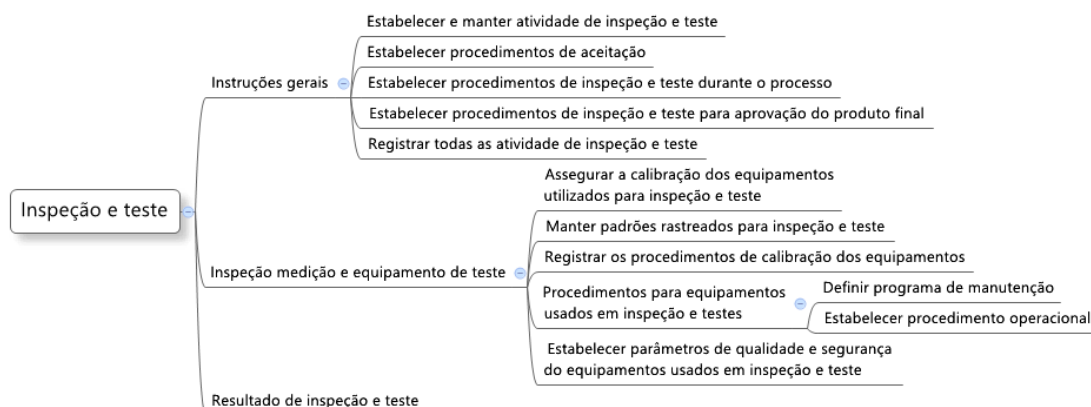 Estabelecer e manter atividade de inspeção e teste
Estabelecer procedimentos de aceitação
Instruções gerais
Estabelecer procedimentos de inspeção e teste durante o processo
Estabelecer procedimentos de inspeção e teste para aprovação do produto final
Registrar todas as atividade de inspeção e teste
Inspeção e teste
Assegurar a calibração dos equipamentos
utilizados para inspeção e teste
Manter padrões rastreados para inspeção e teste
Inspeção medição e equipamento de teste
Registrar os procedimentos de calibração dos equipamentos
Procedimentos para equipamentos
usados em inspeção e testes
Definir programa de manutenção
Estabelecer procedimento operacional
Estabelecer parâmetros de qualidade e segurança
do equipamentos usados em inspeção e teste
Resultado de inspeção e teste